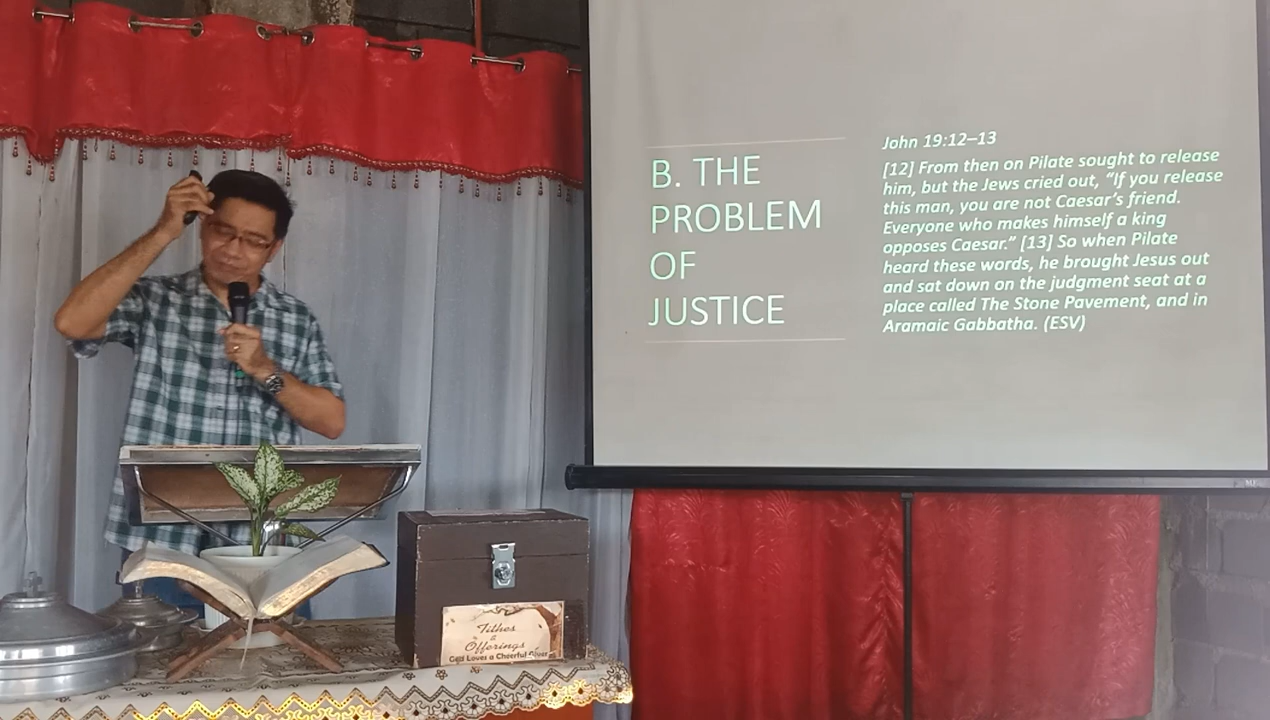 B. THE
PROBLEM
OF
JUSTICE
John 19:12–13
[12] From then on Pilate sought to release
him, but the Jews cried out, “If you release
this man, you are not Caesar’s friend.
Everyone who makes himself a king
opposes Caesar.” [13] So when Pilate
heard these words, he brought Jesus out
and sat down on the judgment seat at a
place called The Stone Pavement, and in
Aramaic Gabbatha. (ESV)
Tithes
&
Offerings
God Loves a Cheerful Giver